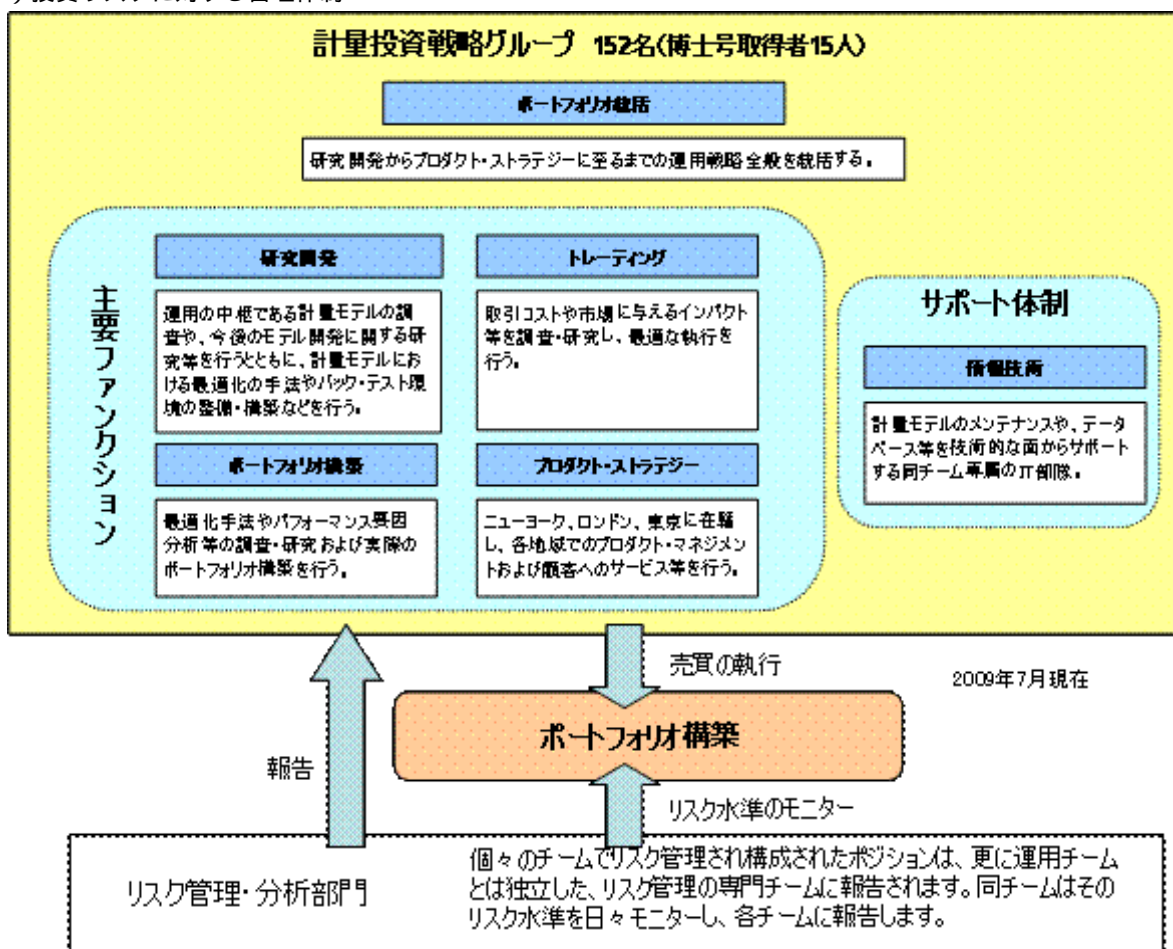 計量投資戦略グループ 152名(博士号取得者15人)
ポートフォリオ統括
研究開発からプロダクト・ストラテジーに至るまでの運用戦略全般を統括する。
主要ファンクション
研究開発
運用の中枢である計量モデルの調
査や、今後のモデル開発に関する研
究等を行うとともに、計量モデルにお
ける最適化の手法やバック・テスト環
境の整備・構築などを行う。
トレーディング
取引コストや市場に与えるインパクト
等を調査・研究し、最適な執行を
行う。
ポートフォリオ構築
最適化手法やパフォーマンス要因
分析等の調査・研究および実際の
ポートフォリオ構築を行う。
プロダクト・ストラテジー
ニューヨーク、ロンドン、東京に在籍
し、各地域でのプロダクト・マネジメン
トおよび顧客へのサービス等を行う。
サポート体制
情報技術
計量モデルのメンテナンスや、データ
ベース等を技術的な面からサポート
する同チーム専属のIT部隊。
売買の執行
2009年7月現在
ポートフォリオ構築
報告
リスク水準のモニター
リスク管理・分析部門
個々のチームでリスク管理され構成されたポジションは、更に運用チーム
とは独立した、リスク管理の専門チームに報告されます。同チームはその
リスク水準を日々モニターし、各チームに報告します。